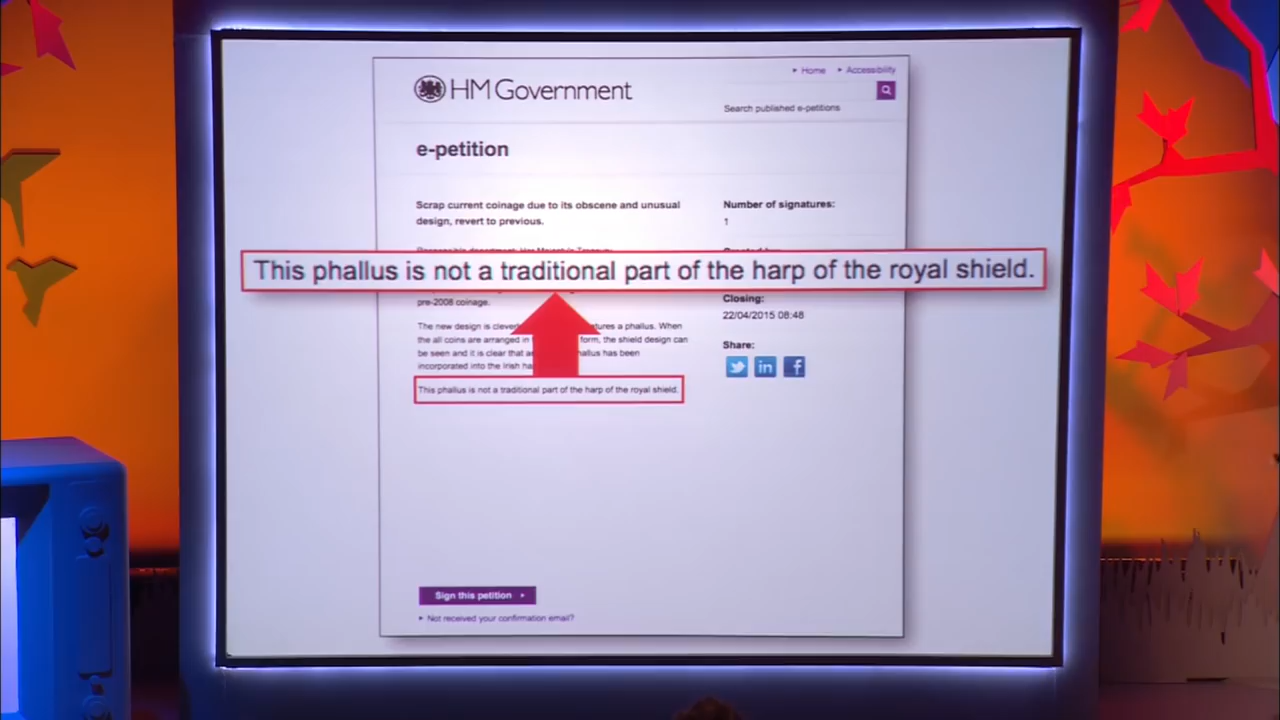 Home Accessibility
HM Government
Search published e-petitions
e-petition
Scrap current coinage due to its obscene and unusual
design, revert to previous.
Number of signatures:
1
This phallus is not a traditional part of the harp of the royal shield.
pre-2008 coinage.
Closing:
22/04/2015 08:48
The new design is a phallus. When
the all coins are arranged in form, the shield design can
be seen and it is clear that has been
incorporated into the Irish
Share:
This phallus is not a traditional part of the harp of the royal shield.
Sign this petition
Not received your confirmation email?